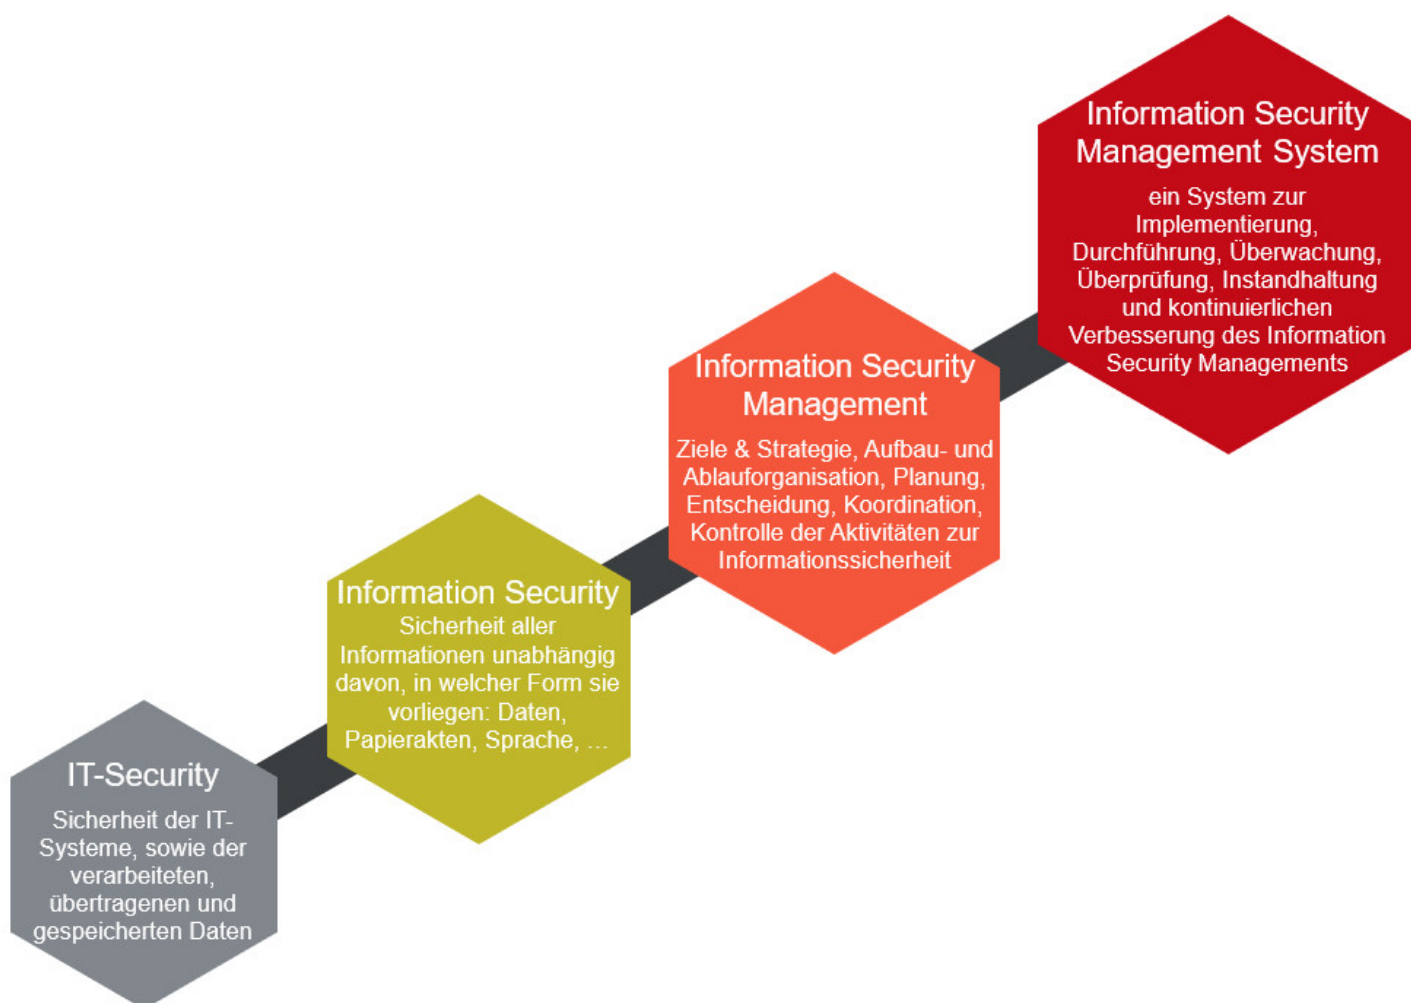 Information Security
Management System
ein System zur
Implementierung,
Durchführung, Überwachung,
Überprüfung, Instandhaltung
und kontinuierlichen
Verbesserung des Information
Security Managements
Information Security
Management
Ziele & Strategie, Aufbau- und
Ablauforganisation, Planung,
Entscheidung, Koordination,
Kontrolle der Aktivitäten zur
Informationssicherheit
Information Security
Sicherheit aller
Informationen unabhängig
davon, in welcher Form sie
vorliegen: Daten,
Papierakten, Sprache, ...
IT-Security
Sicherheit der IT-
Systeme, sowie der
verarbeiteten,
übertragenen und
gespeicherten Daten